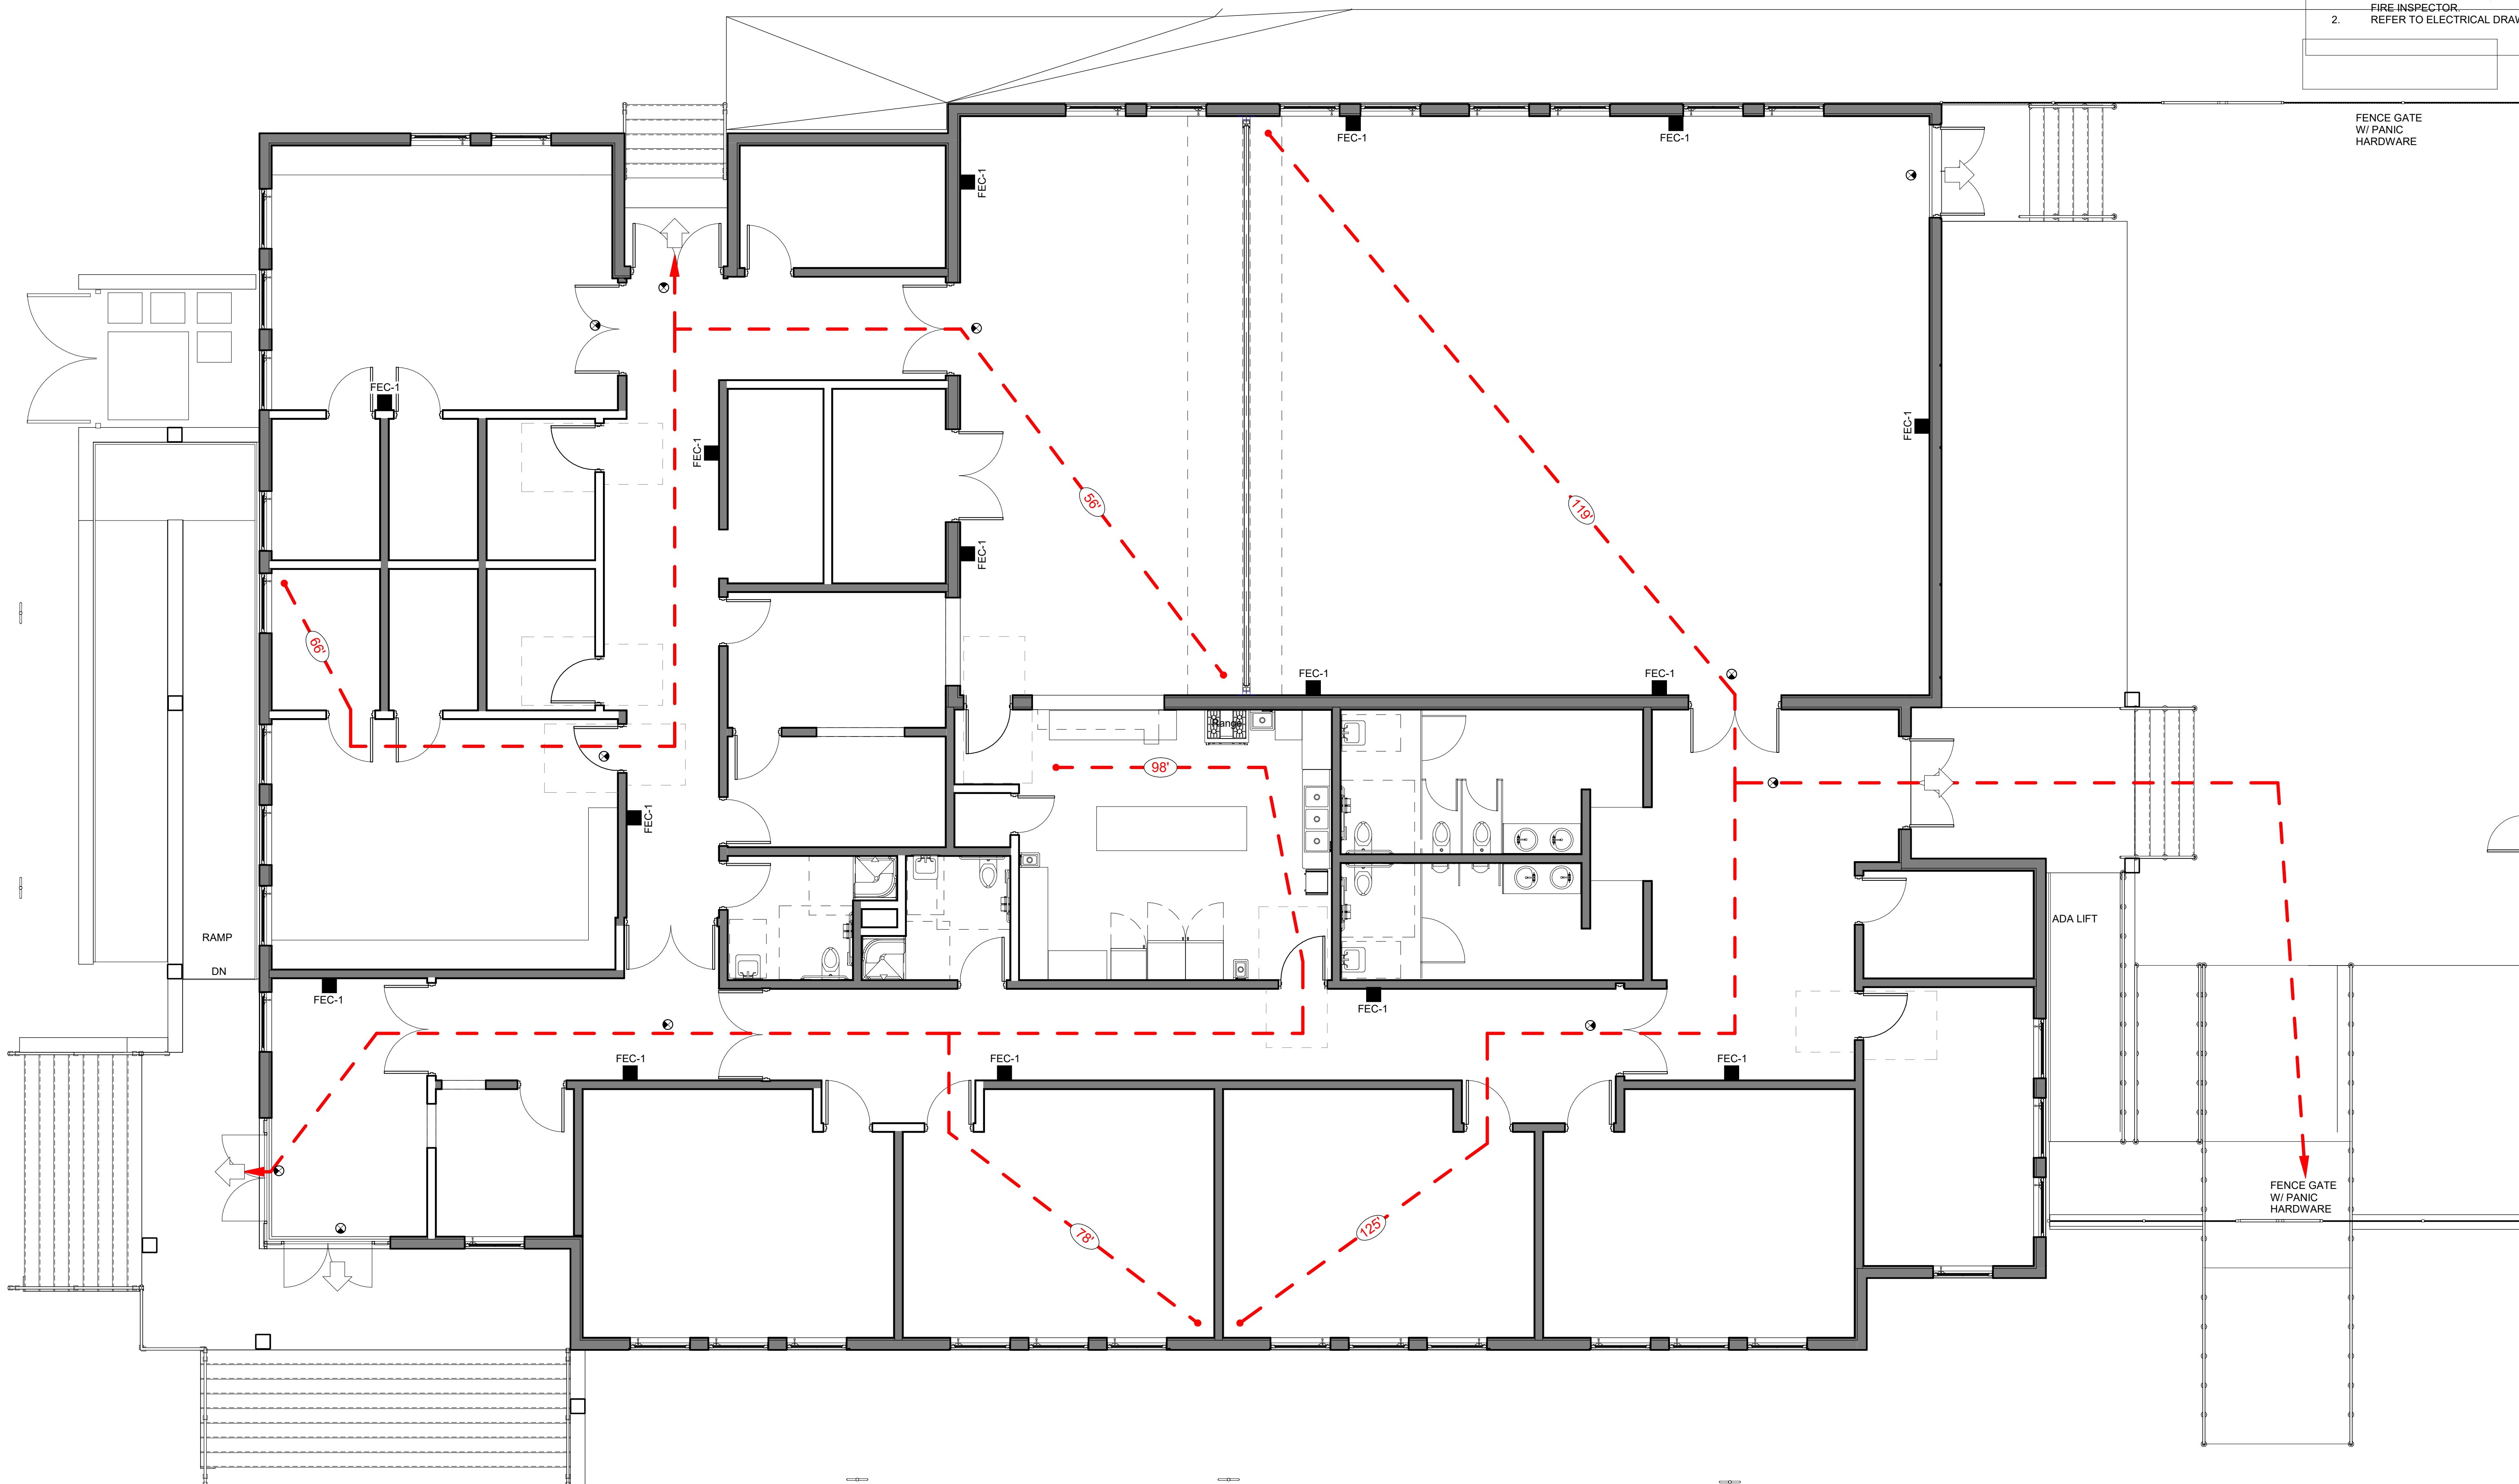 FIRE INSPECTOR.
2. REFER TO ELECTRICAL DRAW
FENCE GATE
W/ PANIC
HARDWARE
FEC-1
FEC-1
FEC-1
FEC-1
FEC-1
FEC-1
FEC-1
56'
119'
FEC-1
66'
FEC-1
FEC-1
Range
98'
FEC-1
RAMP
DN
ADA LIFT
FEC-1
FEC-1
FEC-1
FEC-1
FEC-1
78'
125'
FENCE GATE
W/ PANIC
HARDWARE